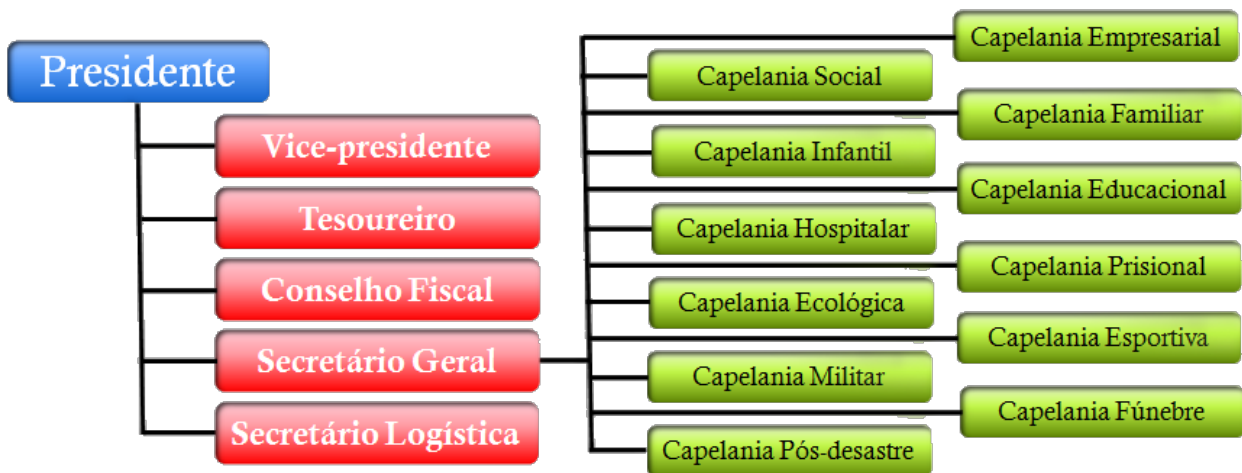 Presidente
Vice-presidente
Tesoureiro
Conselho Fiscal
Secretário Geral
Secretário Logística
Capelania Empresarial
Capelania Social
Capelania Familiar
Capelania Infantil
Capelania Educacional
Capelania Hospitalar
Capelania Prisional
Capelania Ecológica
Capelania Esportiva
Capelania Militar
Capelania Fúnebre
Capelania Pós-desastre